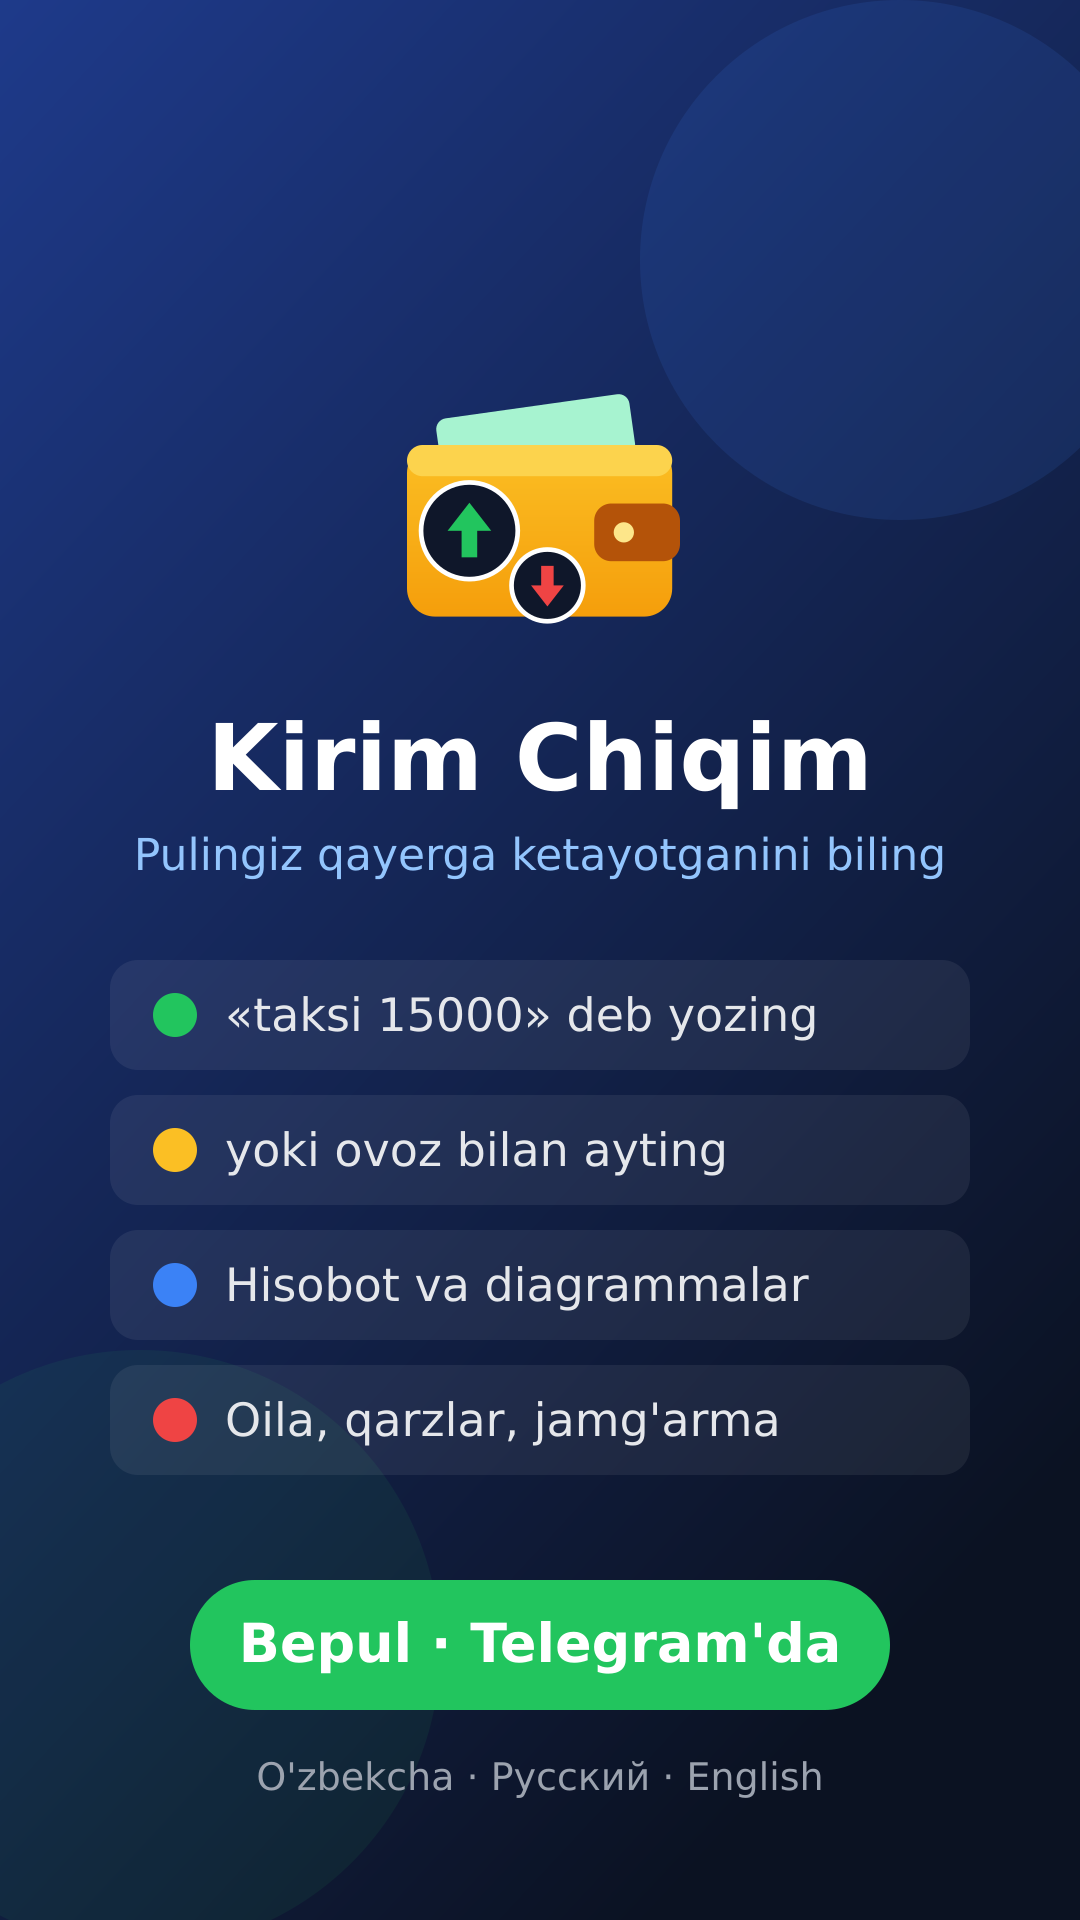 Kirim Chiqim
Pulingiz qayerga ketayotganini biling
«taksi 15000» deb yozing
yoki ovoz bilan ayting
Hisobot va diagrammalar
Oila, qarzlar, jamg'arma
Bepul · Telegram'da
O'zbekcha · Русский · English